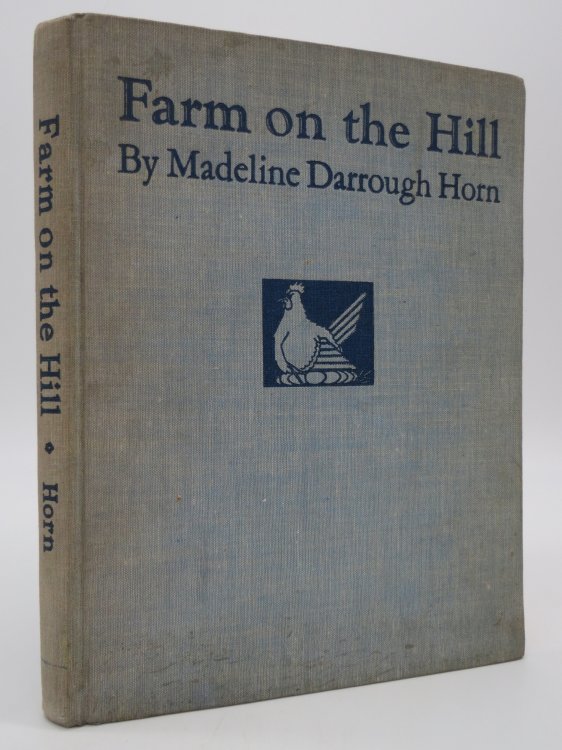 Farm on the Hill
By Madeline Darrough Horn
Farm on the Hill ◆ Horn